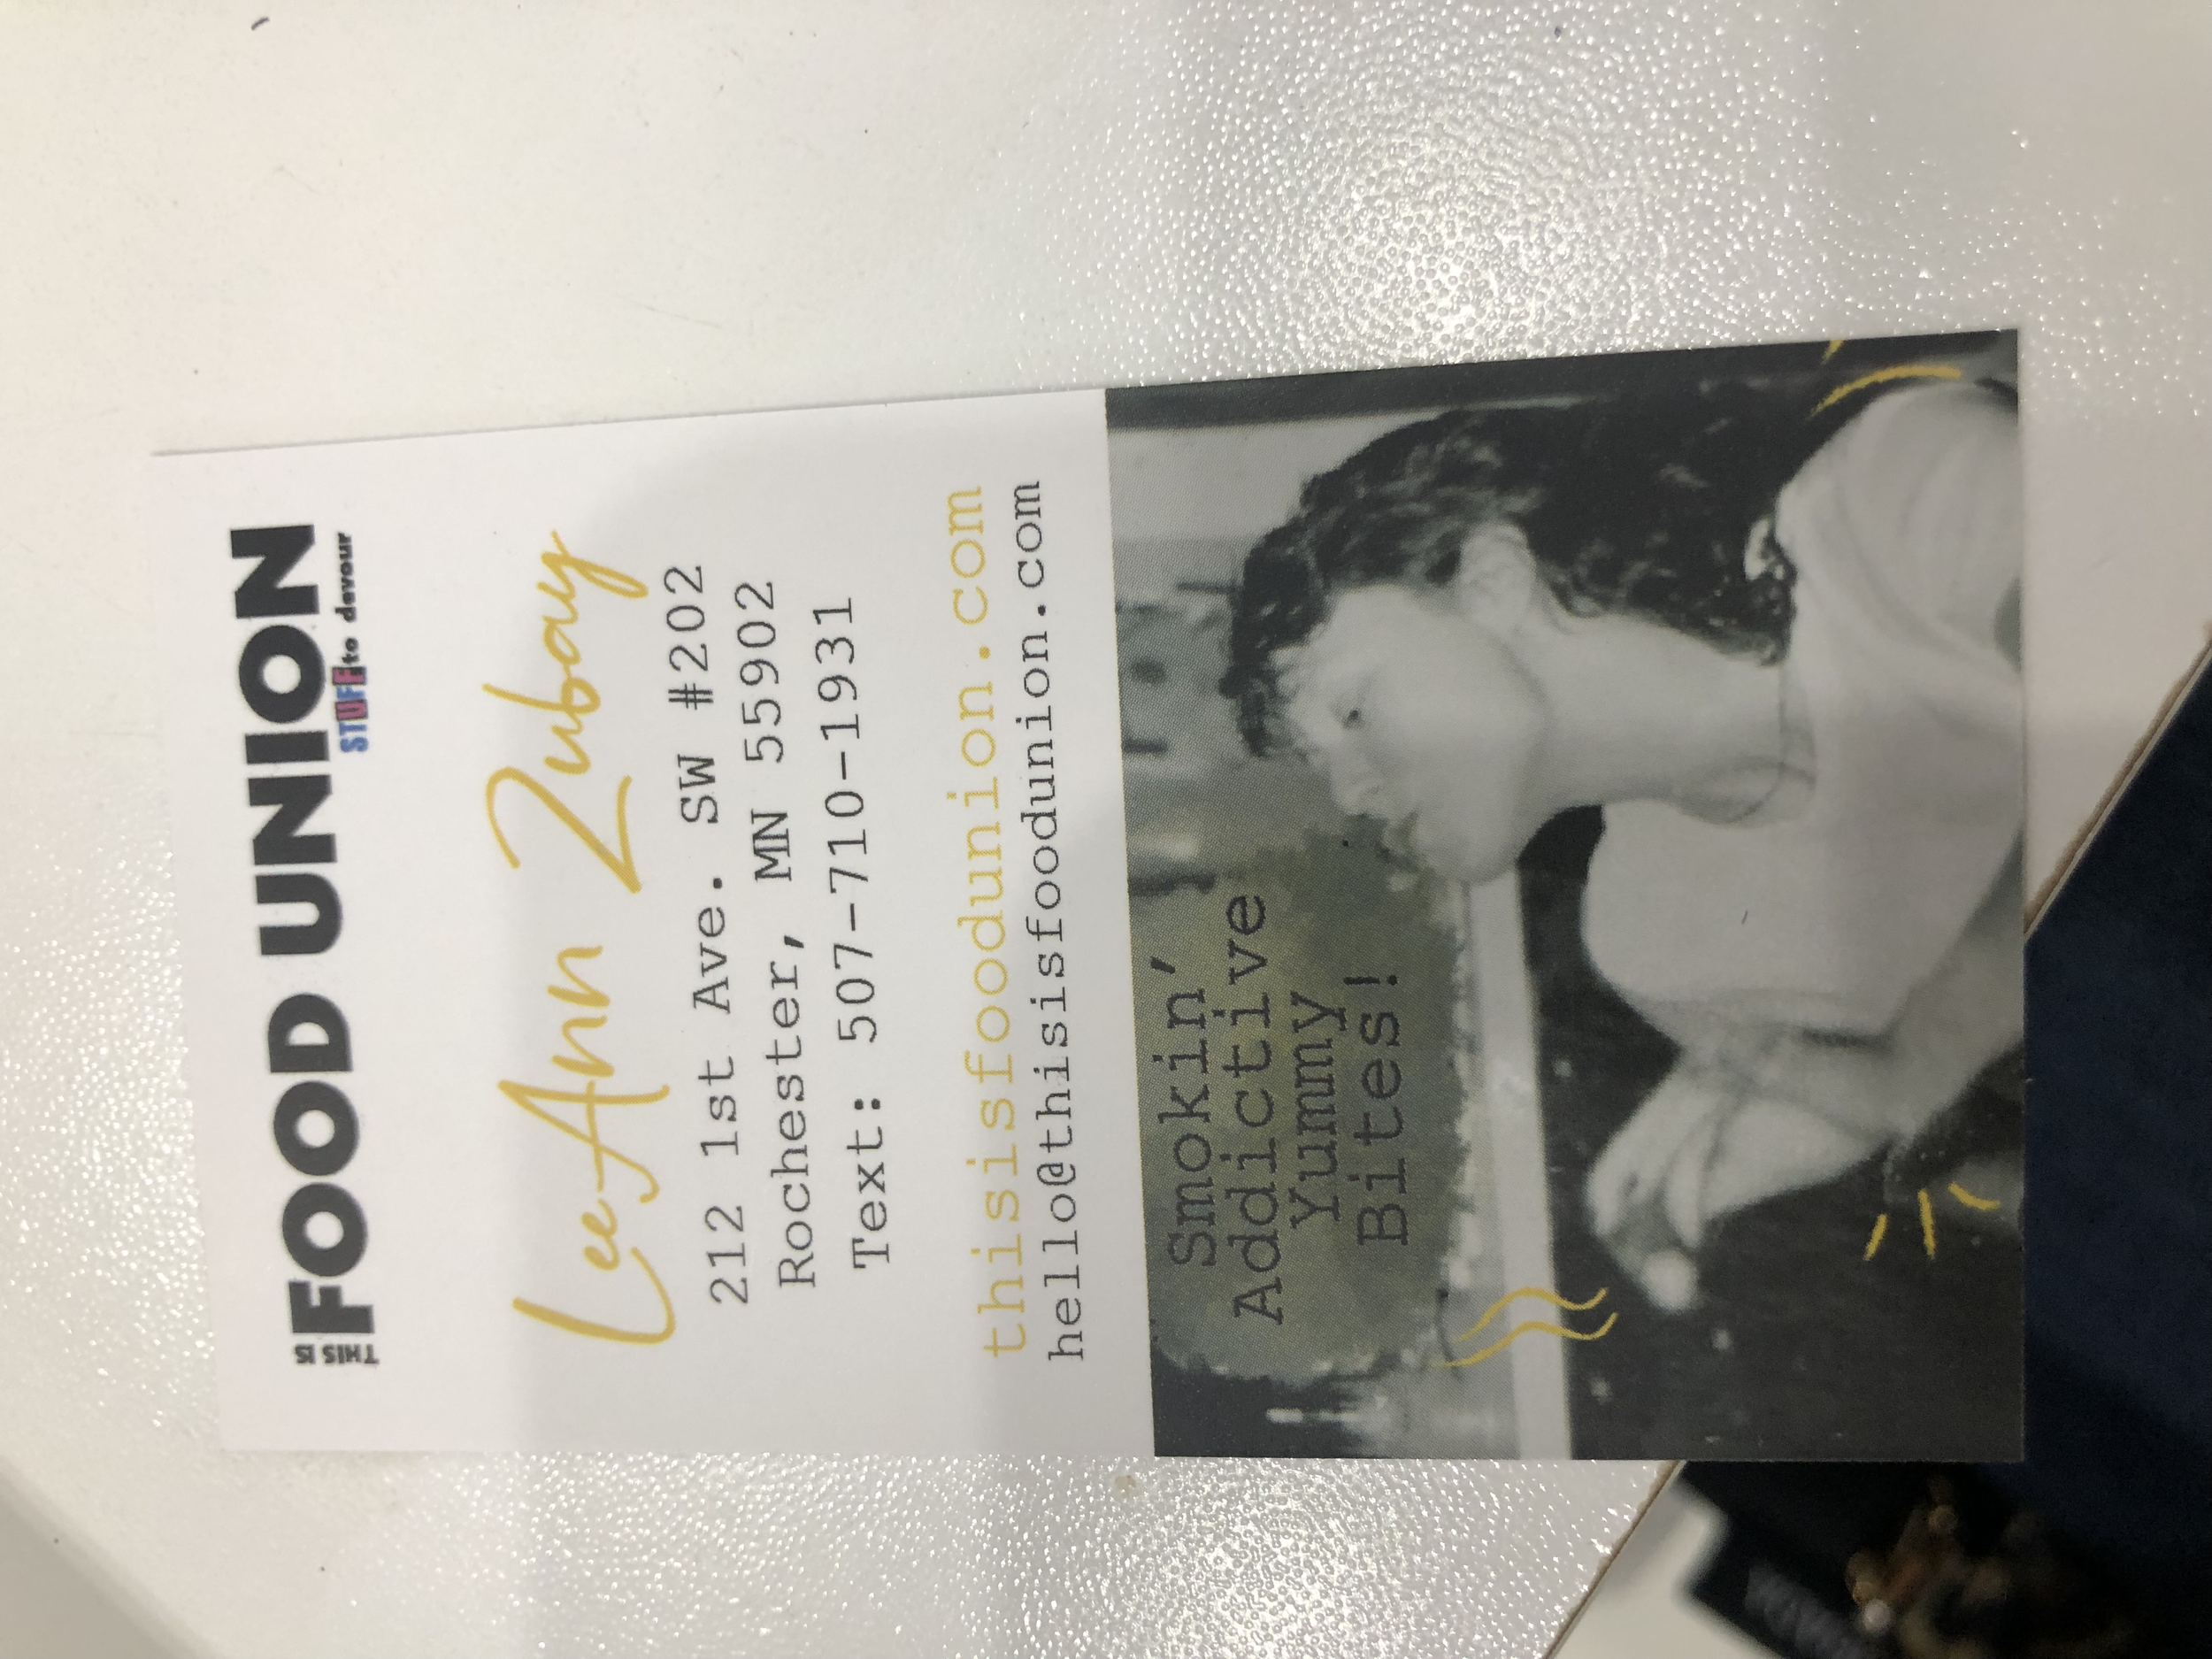 THIS IS
FOOD UNION
STUFF to devour
LeeAnn Zubay
212 1st Ave. SW #202
Rochester, MN 55902
Text: 507-710-1931
thisisfoodunion.com
hello@thisisfoodunion.com
Smokin'
Addictive
Yummy
Bites!
www